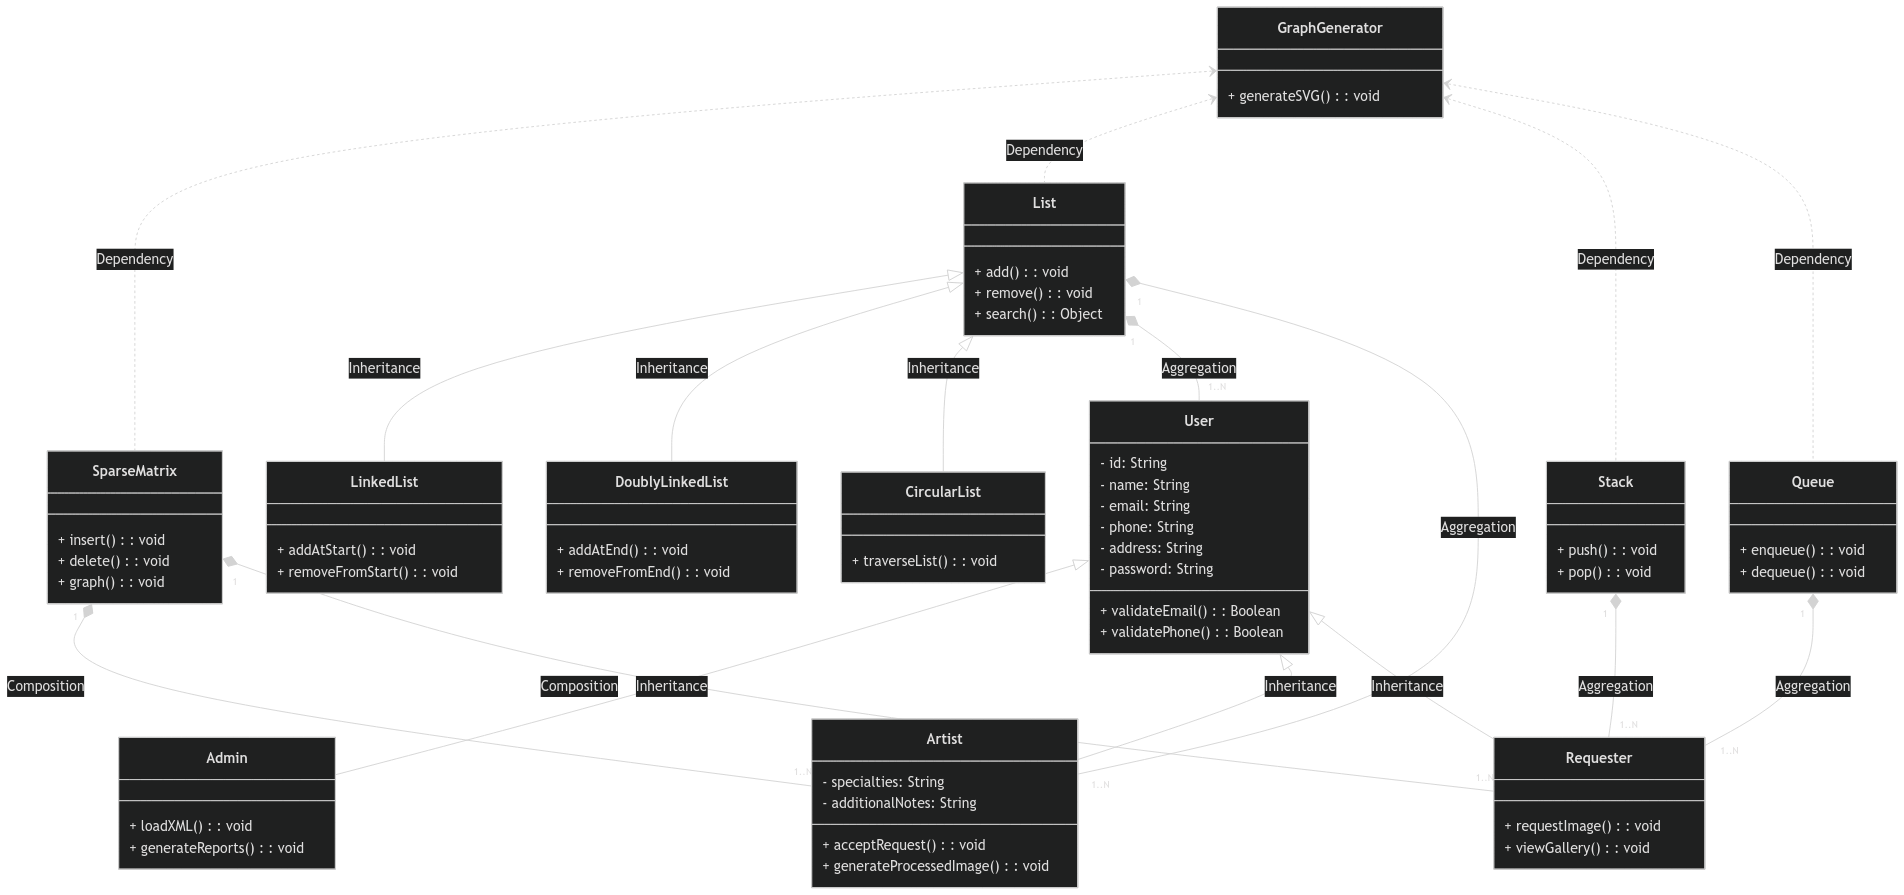 GraphGenerator
+ generateSVG() : : void
Dependency
List
+ add() : : void
+ remove() : : void
+ search() : : Object
Dependency
Dependency
Dependency
1
1
Inheritance
Inheritance
Inheritance
Aggregation
1..N
User
- id: String
- name: String
- email: String
- phone: String
- address: String
- password: String
+ validateEmail() : : Boolean
+ validatePhone() : : Boolean
SparseMatrix
+ insert() : : void
+ delete() : : void
+ graph() : : void
LinkedList
+ addAtStart() : : void
+ removeFromStart() : : void
DoublyLinkedList
+ addAtEnd() : : void
+ removeFromEnd() : : void
CircularList
+ traverseList() : : void
Aggregation
Stack
+ push() : : void
+ pop() : : void
Queue
+ enqueue() : : void
+ dequeue() : : void
1
1
1
1
Composition
Composition
Inheritance
Inheritance
Inheritance
Aggregation
Aggregation
1..N
1..N
1..N
1..N
1..N
Admin
+ loadXML() : : void
+ generateReports() : : void
Artist
- specialties: String
- additionalNotes: String
+ acceptRequest() : : void
+ generateProcessedImage() : : void
Requester
+ requestImage() : : void
+ viewGallery() : : void